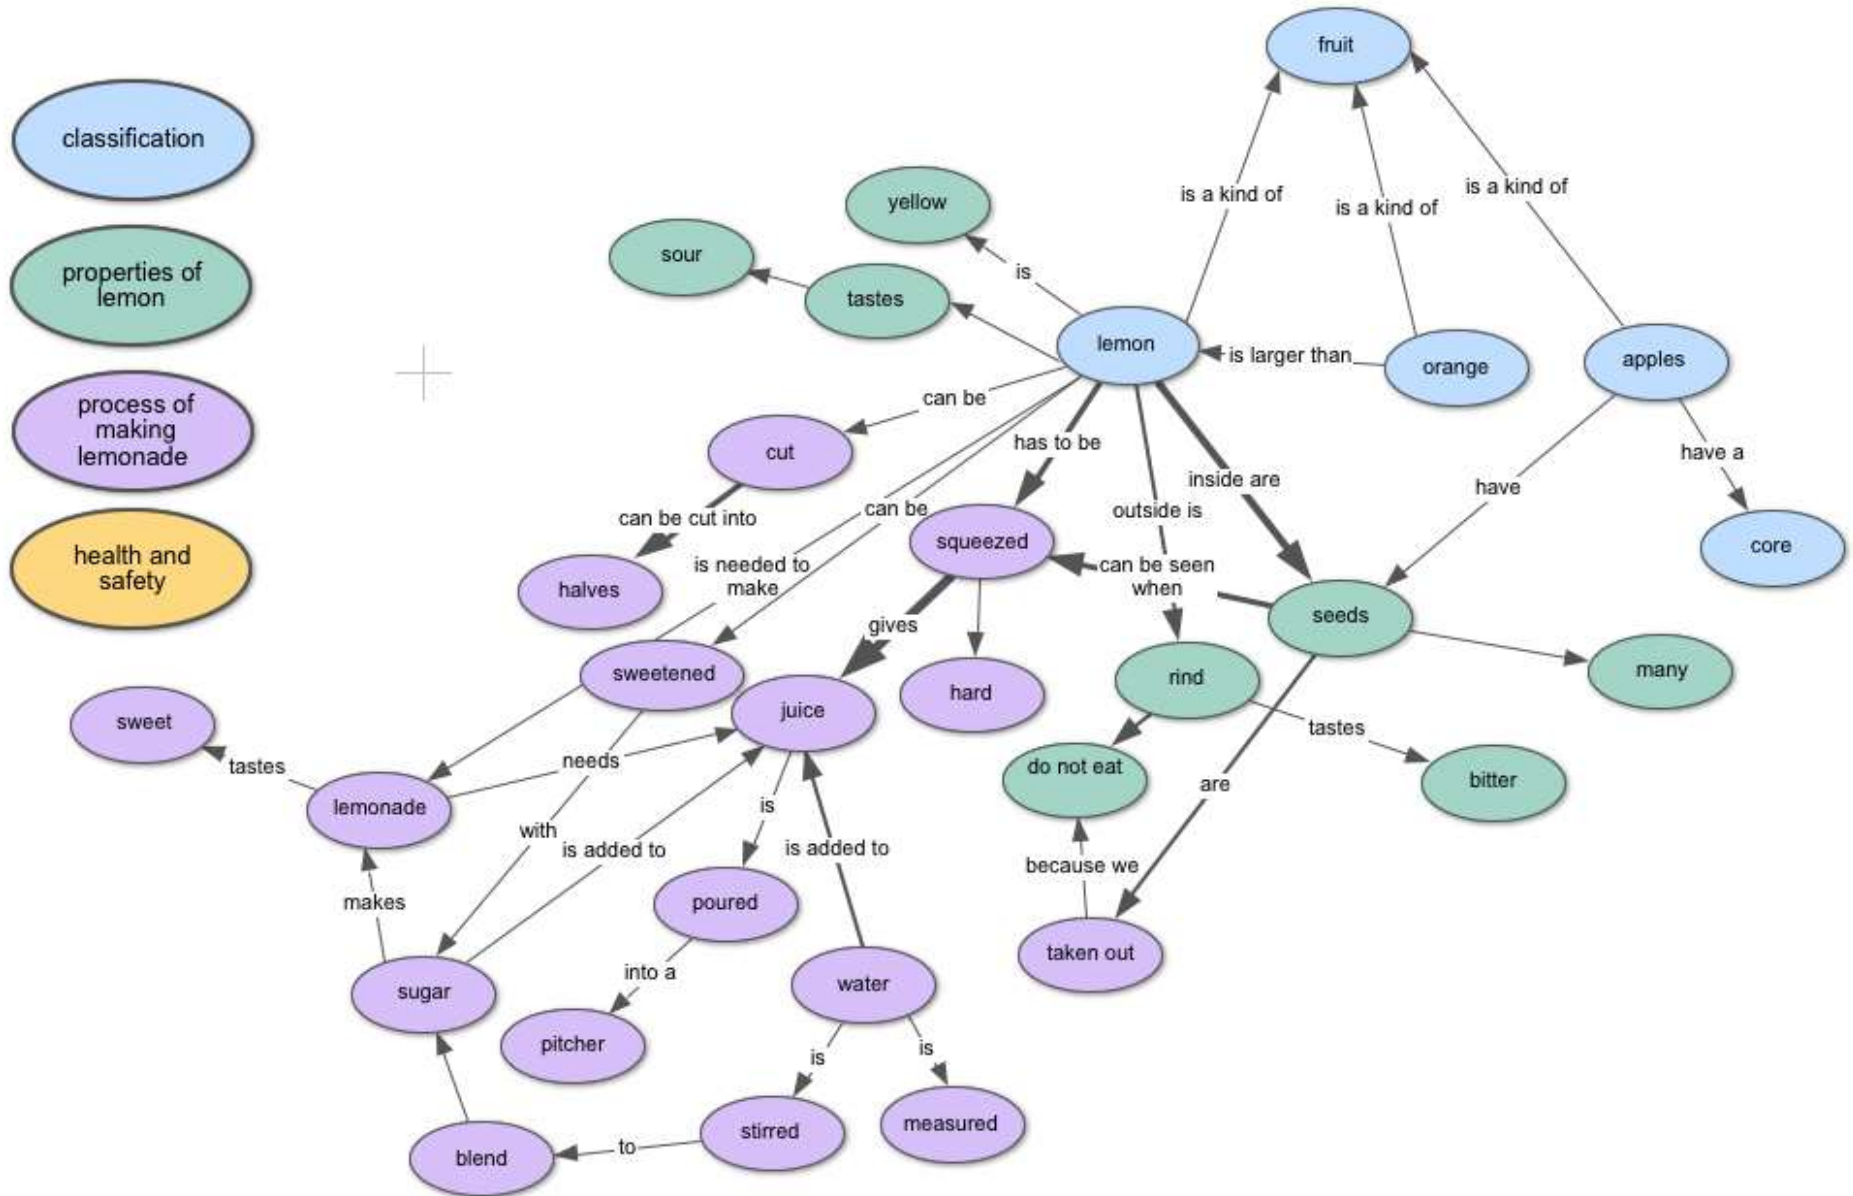 fruit
classification
is a kind of
is a kind of
is a kind of
yellow
sour
is
properties of
lemon
tastes
lemon
is larger than
orange
apples
can be
process of
making
lemonade
cut
has to be
have a
inside are
have
can be cut into
can be
outside is
squeezed
core
health and
safety
is needed to
make
can be seen
when
halves
gives
seeds
sweetened
rind
many
hard
juice
sweet
tastes
needs
tastes
do not eat
bitter
are
is
lemonade
with
is added to
is added to
because we
makes
poured
taken out
into a
water
sugar
pitcher
is
is
measured
stirred
to
blend